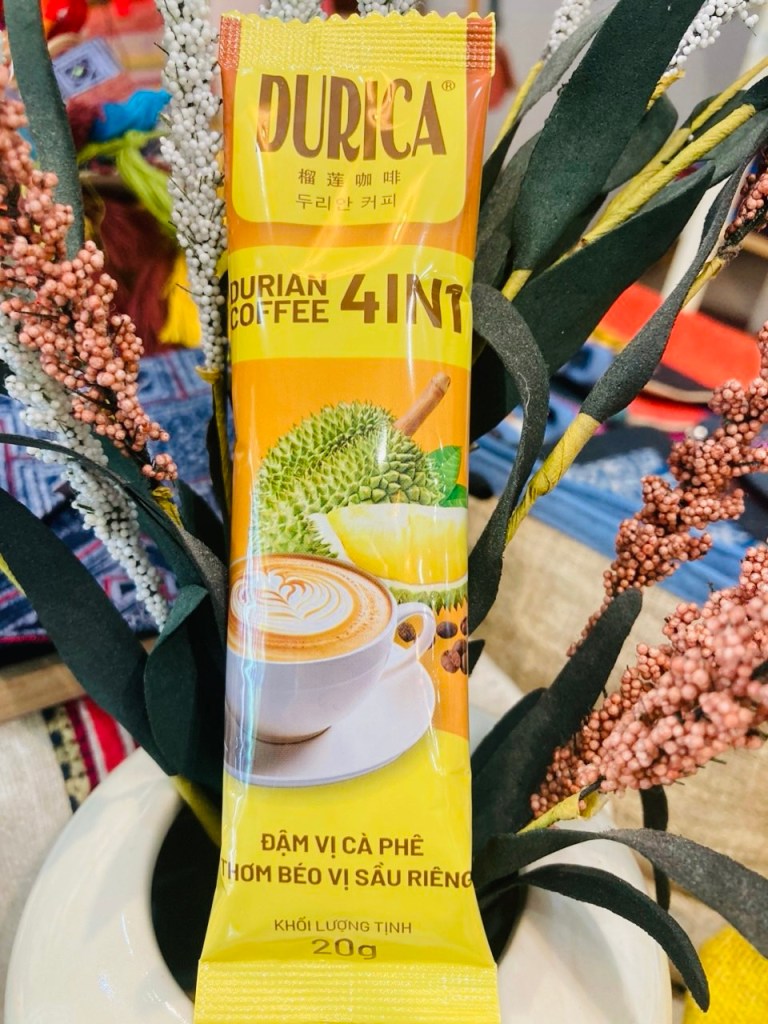 DURICA®
榴莲咖啡
두리안 커피
DURIAN
COFFEE
4IN1
ĐẬM VỊ CÀ PHÊ
THƠM BÉO VỊ SẦU RIÊNG
KHỐI LƯỢNG TỊNH
20g